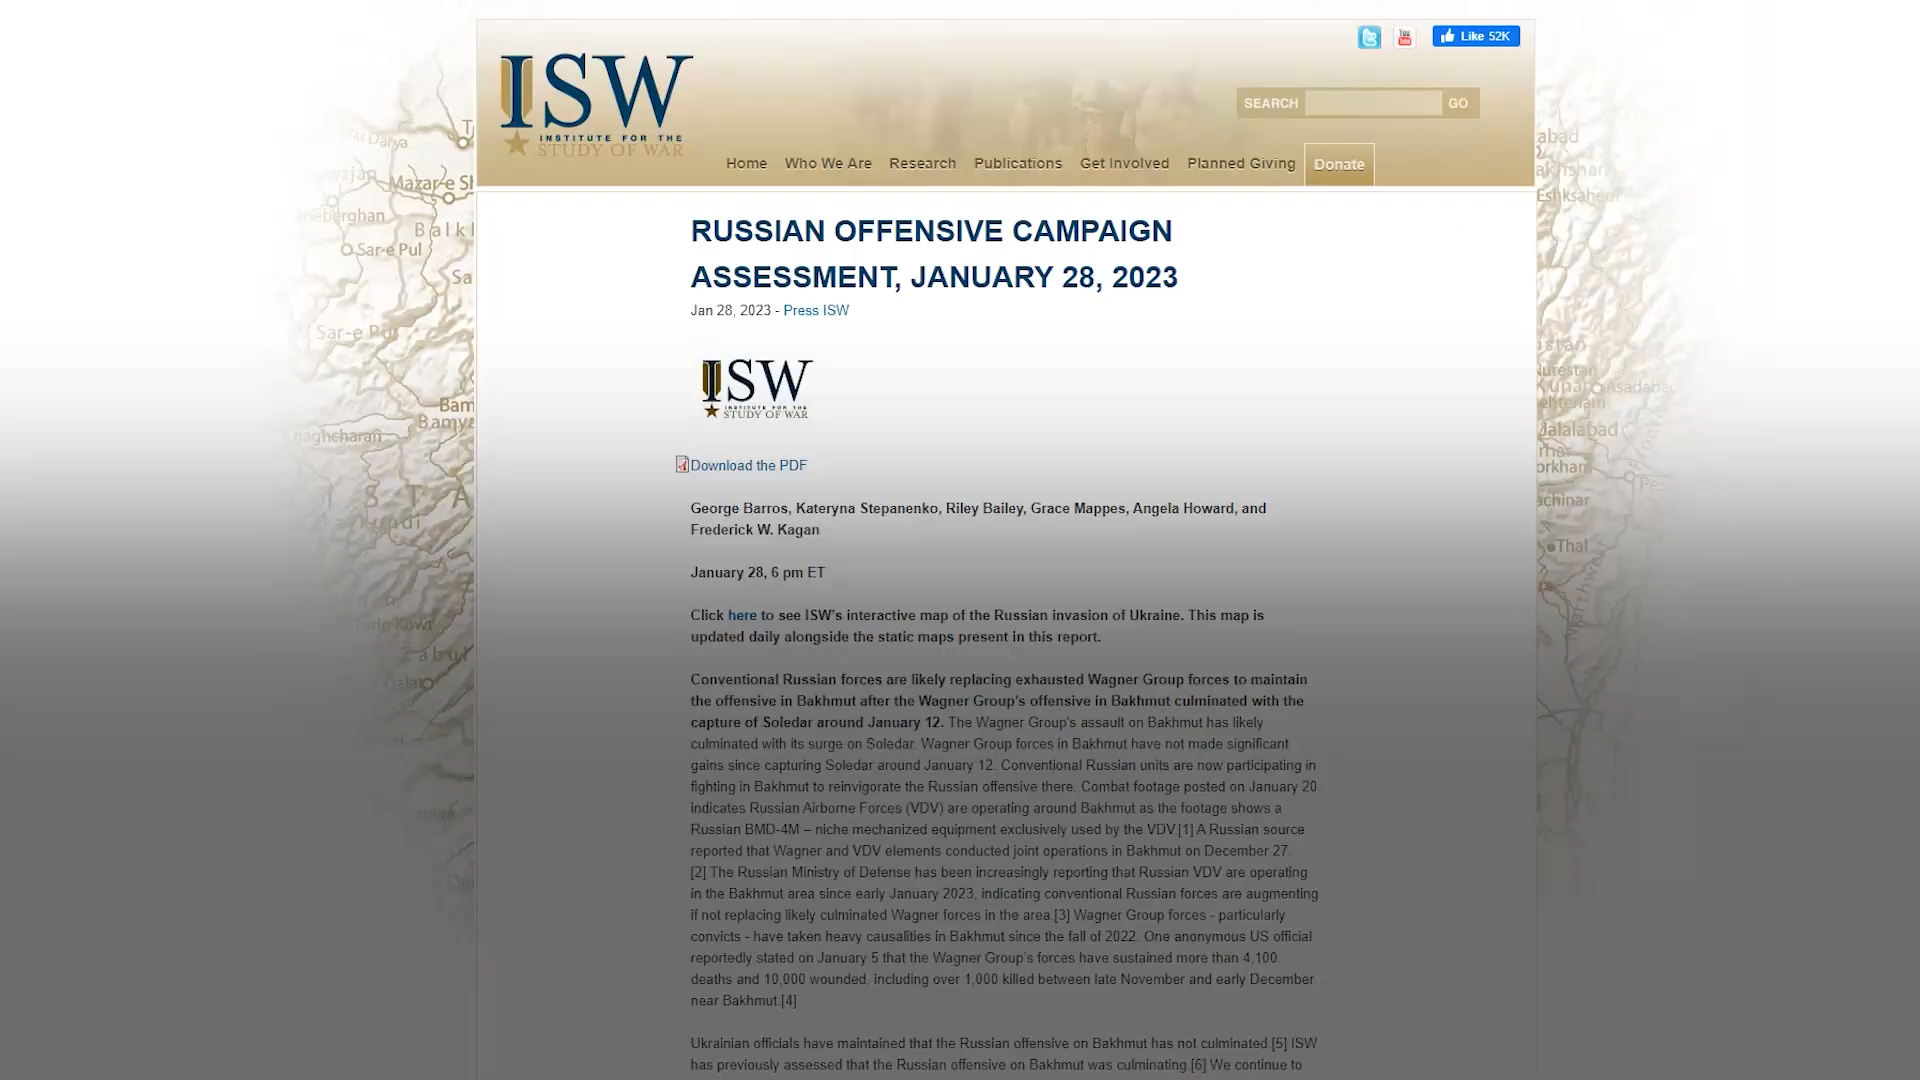 Like 52K
ISW
INSTITUTE FOR THE
STUDY OF WAR
SEARCH
GO
Home Who We Are Research Publications Get Involved Planned Giving Donate
RUSSIAN OFFENSIVE CAMPAIGN
ASSESSMENT, JANUARY 28, 2023
Jan 28, 2023 - Press ISW
ISW
INSTITUTE FOR THE
STUDY OF WAR
Download the PDF
George Barros, Kateryna Stepanenko, Riley Bailey, Grace Mappes, Angela Howard, and
Frederick W. Kagan
January 28, 6 pm ET
Click here to see ISW's interactive map of the Russian invasion of Ukraine. This map is
updated daily alongside the static maps present in this report.
Conventional Russian forces are likely replacing exhausted Wagner Group forces to maintain
the offensive in Bakhmut after the Wagner Group's offensive in Bakhmut culminated with the
capture of Soledar around January 12. The Wagner Group's assault on Bakhmut has likely
culminated with its surge on Soledar. Wagner Group forces in Bakhmut have not made significant
gains since capturing Soledar around January 12. Conventional Russian units are now participating in
fighting in Bakhmut to reinvigorate the Russian offensive there. Combat footage posted on January 20
indicates Russian Airborne Forces (VDV) are operating around Bakhmut as the footage shows a
Russian BMD-4M – niche mechanized equipment exclusively used by the VDV.[1] A Russian source
reported that Wagner and VDV elements conducted joint operations in Bakhmut on December 27.
[2] The Russian Ministry of Defense has been increasingly reporting that Russian VDV are operating
in the Bakhmut area since early January 2023, indicating conventional Russian forces are augmenting
if not replacing likely culminated Wagner forces in the area.[3] Wagner Group forces - particularly
convicts - have taken heavy causalities in Bakhmut since the fall of 2022. One anonymous US official
reportedly stated on January 5 that the Wagner Group's forces have sustained more than 4,100
deaths and 10,000 wounded, including over 1,000 killed between late November and early December
near Bakhmut.[4]
Ukrainian officials have maintained that the Russian offensive on Bakhmut has not culminated.[5] ISW
has previously assessed that the Russian offensive on Bakhmut was culminating.[6] We continue to
Mazar-e
Sar-e Pul
Balk
Sar-e
Bam
Bamya
Jalalabad
Thal